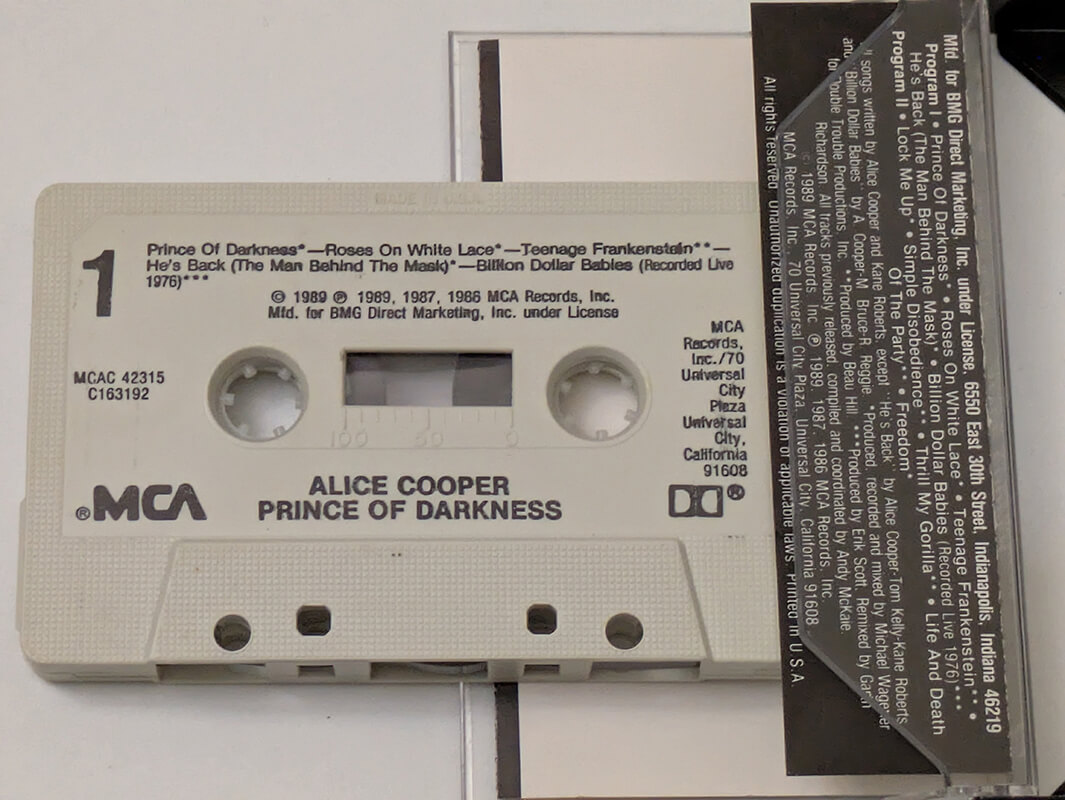 MADE IN U.S.A.
1
Prince Of Darkness*—Roses On White Lace*—Teenage Frankenstein**—
He's Back (The Man Behind The Mask)*—Billion Dollar Babies (Recorded Live
1976)***
© 1989 ℗ 1989, 1987, 1986 MCA Records, Inc.
Mfd. for BMG Direct Marketing, Inc. under License
MCAC 42315
C163192
MCA
Records,
Inc./70
Universal
City
Plaza
Universal
City,
California
91608
100 50 0
®MCA
ALICE COOPER
PRINCE OF DARKNESS
®
Mfd. for BMG Direct Marketing, Inc. under License, 6550 East 30th Street, Indianapolis, Indiana 46219
Program I • Prince Of Darkness* • Roses On White Lace* • Teenage Frankenstein** •
He's Back (The Man Behind The Mask)* • Billion Dollar Babies (Recorded Live 1976)***
Program II • Lock Me Up* • Simple Disobedience** • Thrill My Gorilla** • Life And Death
Of The Party** • Freedom*
songs written by Alice Cooper and Kane Roberts, except "He's Back" by Alice Cooper-Tom Kelly-Kane Roberts
and "Billion Dollar Babies" by A. Cooper-M. Bruce-R. Reggie. *Produced, recorded and mixed by Michael Wagener
for Double Trouble Productions, Inc. **Produced by Beau Hill. ***Produced by Erik Scott. Remixed by
Richardson. All tracks previously released, compiled and coordinated by Andy McKaie.
© 1989 MCA Records, Inc. ℗ 1989, 1987, 1986 MCA Records, Inc.
MCA Records, Inc., 70 Universal City Plaza, Universal City, California 91608.
All rights reserved. Unauthorized duplication is a violation of applicable laws. Printed in U.S.A.